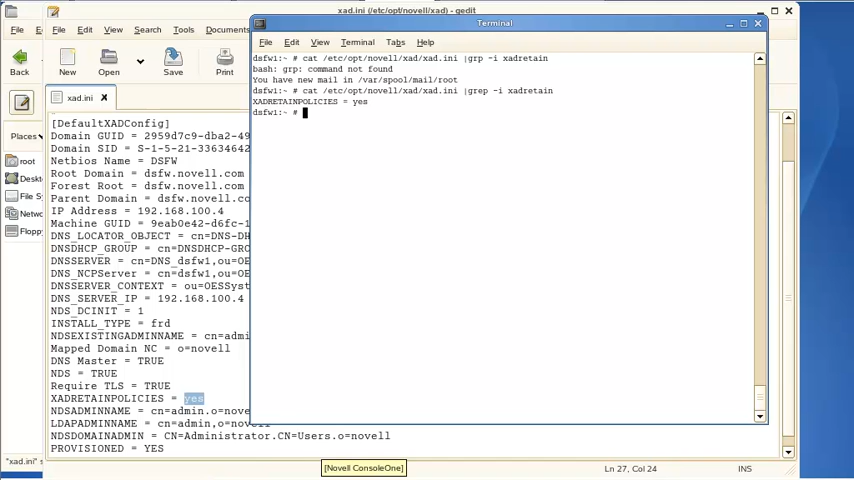 xad.ini (/etc/opt/novell/xad) - gedit
File
File Edit View Search Tools Documents
Back
New Open Save Print
xad.ini
Places
root
Deskt
File Sy
Netwo
Floppy
[DefaultXADConfig]
Domain GUID = 2959d7c9-dba2-49
Domain SID = S-1-5-21-33634642
Netbios Name = DSFW
Root Domain = dsfw.novell.com
Forest Root = dsfw.novell.com
Parent Domain = dsfw.novell.co
IP Address = 192.168.100.4
Machine GUID = 9eab0e42-d6fc-1
DNS_LOCATOR_OBJECT = cn=DNS-DH
DNSDHCP_GROUP = cn=DNSDHCP-GRO
DNSSERVER = cn=DNS_dsfw1,ou=OE
DNS_NCPServer = cn=dsfw1,ou=OE
DNSSERVER_CONTEXT = ou=OESSyst
DNS_SERVER_IP = 192.168.100.4
NDS_DCINIT = 1
INSTALL_TYPE = frd
NDSEXISTINGADMINNAME = cn=admi
Mapped Domain NC = o=novell
DNS Master = TRUE
NDS = TRUE
Require TLS = TRUE
XADRETAINPOLICIES = yes
NDSADMINNAME = cn=admin.o=nove
LDAPADMINNAME = cn=admin,o=novell
NDSDOMAINADMIN = CN=Administrator.CN=Users.o=novell
PROVISIONED = YES
Terminal
File Edit View Terminal Tabs Help
dsfw1:~ # cat /etc/opt/novell/xad/xad.ini |grp -i xadretain
bash: grp: command not found
You have new mail in /var/spool/mail/root
dsfw1:~ # cat /etc/opt/novell/xad/xad.ini |grep -i xadretain
XADRETAINPOLICIES = yes
dsfw1:~ #
"xad.ini" s
[Novell ConsoleOne]
Ln 27, Col 24
INS